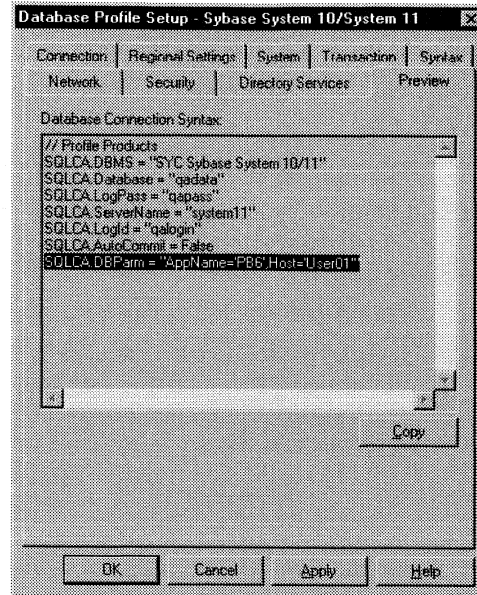 Database Profile Setup - Sybase System 10/System 11
Connection Regional Settings System Transaction Syntax
Network Security Directory Services Preview
Database Connection Syntax:
// Profile Products
SQLCA.DBMS = "SYC Sybase System 10/11"
SQLCA.Database = "qadata"
SQLCA.LogPass = "qapass"
SQLCA.ServerName = "system11"
SQLCA.LogId = "qalogin"
SQLCA.AutoCommit = False
SQLCA.DBParm = "AppName='PB6',Host='User01'"
Copy
OK Cancel Apply Help